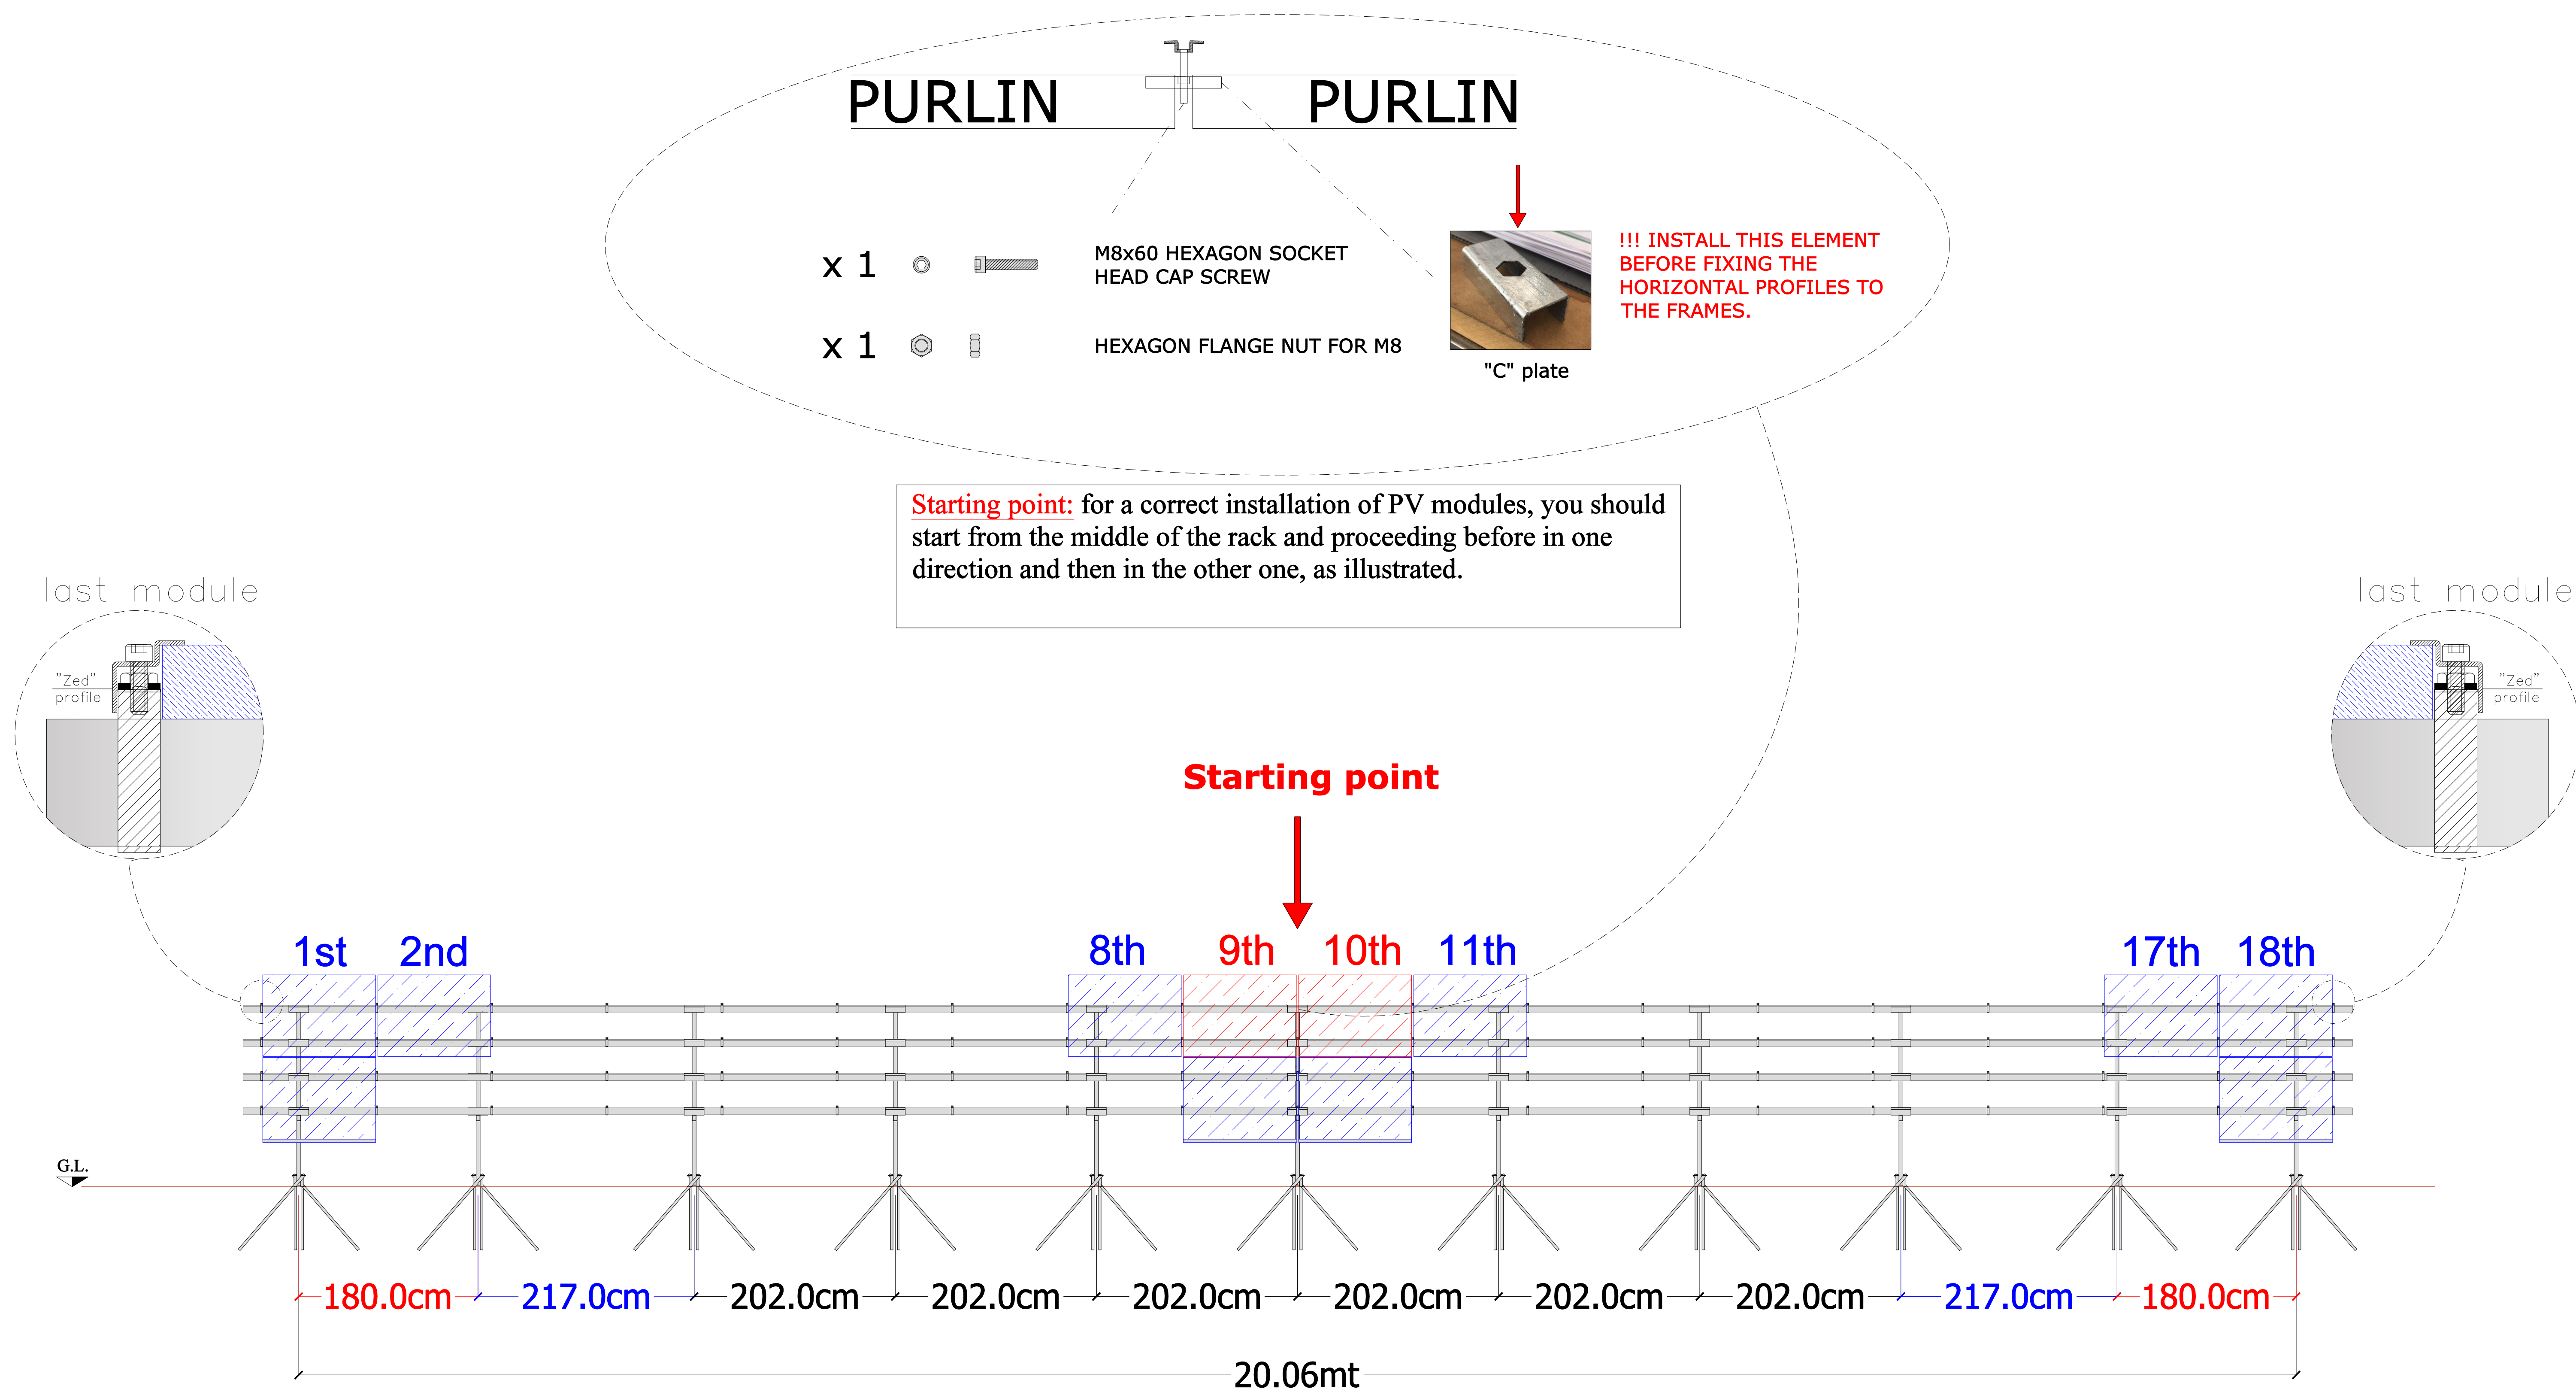 PURLIN PURLIN
x 1 M8x60 HEXAGON SOCKET
HEAD CAP SCREW
x 1 HEXAGON FLANGE NUT FOR M8
!!! INSTALL THIS ELEMENT
BEFORE FIXING THE
HORIZONTAL PROFILES TO
THE FRAMES.
"C" plate
Starting point: for a correct installation of PV modules, you should
start from the middle of the rack and proceeding before in one
direction and then in the other one, as illustrated.
last module
"Zed"
profile
last module
"Zed"
profile
Starting point
1st 2nd 8th 9th 10th 11th 17th 18th
G.L.
180.0cm 217.0cm 202.0cm 202.0cm 202.0cm 202.0cm 202.0cm 202.0cm 217.0cm 180.0cm
20.06mt